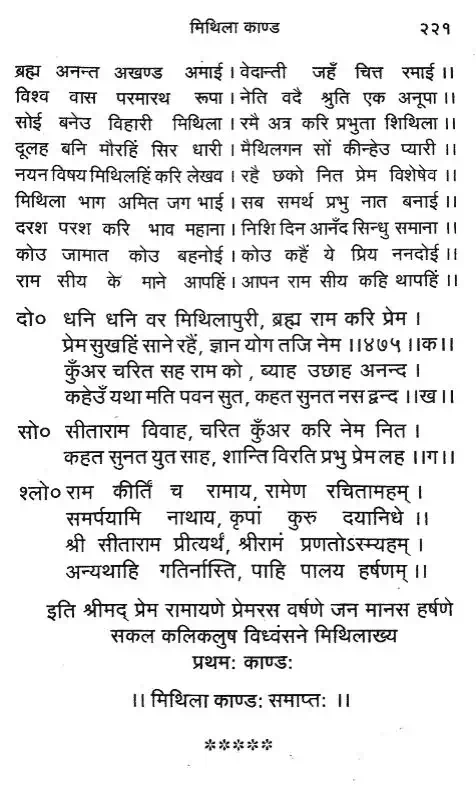 मिथिला काण्ड २२१
ब्रह्म अनन्त अखण्ड अमाई। वेदान्ती जहँ चित्त रमाई।।
विश्व वास परमारथ रूपा। नेति वदै श्रुति एक अनूपा।।
सोई बनेउ विहारी मिथिला। रमै अत्र करि प्रभुता शिथिला।।
दूलह बनि मौरहिं सिर धारी। मैथिलगन सों कीन्हेउ प्यारी।।
नयन विषय मिथिलहिं करि लेखव। रहै छको नित प्रेम विशेषेव।।
मिथिला भाग अमित जग भाई। सब समर्थ प्रभु नात बनाई।।
दरश परश करि भाव महाना। निशि दिन आनँद सिन्धु समाना।।
कोउ जामात कोउ बहनोई। कोउ कहैं ये प्रिय ननदोई।।
राम सीय के माने आपहिं। आपन राम सीय कहि थापहिं।।
दो० धनि धनि वर मिथिलापुरी, ब्रह्म राम करि प्रेम।
प्रेम सुखहिं साने रहैं, ज्ञान योग तजि नेम।।४७५।।क।।
कुँअर चरित सह राम को, ब्याह उछाह अनन्द।
कहेउँ यथा मति पवन सुत, कहत सुनत नस द्वन्द।।ख।।
सो० सीताराम विवाह, चरित कुँअर करि नेम नित।
कहत सुनत युत साह, शान्ति विरति प्रभु प्रेम लह।।ग।।
श्लो० राम कीर्तिं च रामाय, रामेण रचितामहम्।
समर्पयामि नाथाय, कृपां कुरु दयानिधे।।
श्री सीताराम प्रीत्यर्थं, श्रीरामं प्रणतोऽस्म्यहम्।
अन्यथाहि गतिर्नास्ति, पाहि पालय हर्षणम्।।
इति श्रीमद् प्रेम रामायणे प्रेमरस वर्षणे जन मानस हर्षणे
सकल कलिकलुष विध्वंसने मिथिलाख्य
प्रथमः काण्डः
।। मिथिला काण्डः समाप्तः ।।
*****